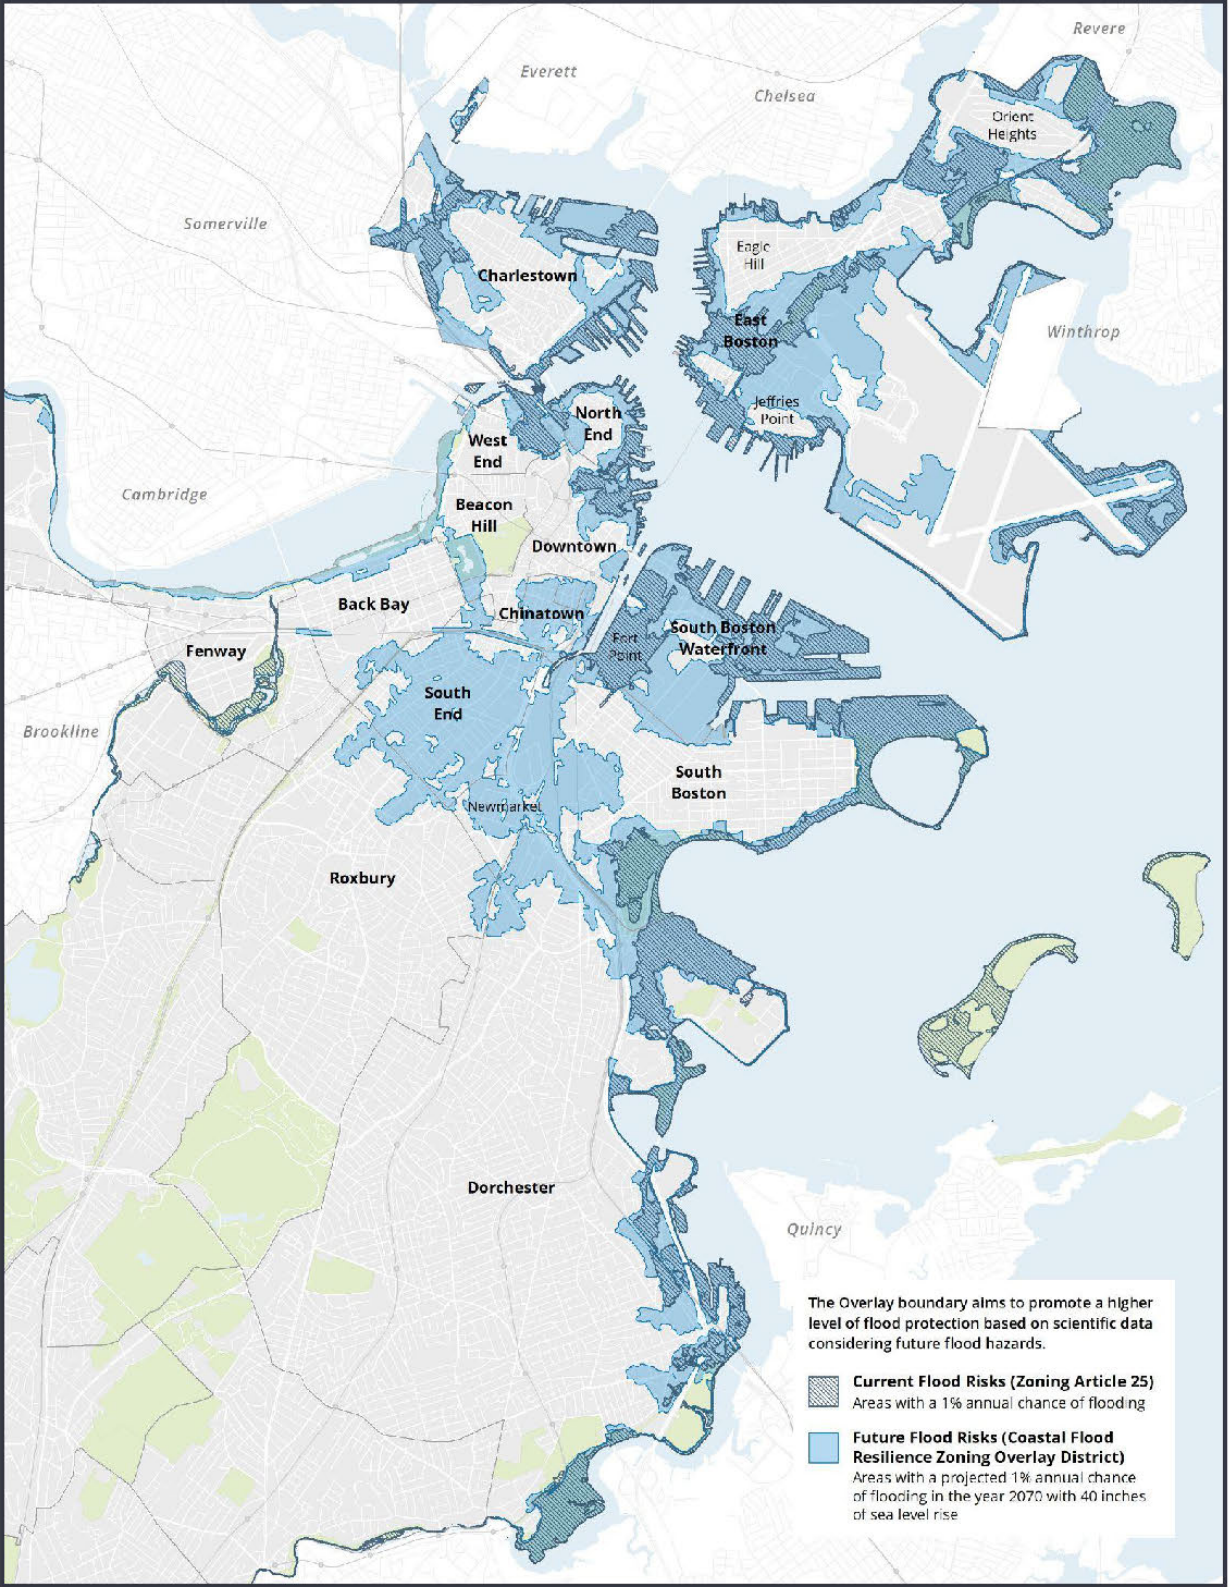 Revere
Everett
Chelsea
Orient
Heights
Somerville
Eagle
Hill
Charlestown
East
Boston
Winthrop
Jeffries
Point
North
End
West
End
Cambridge
Beacon
Hill
Downtown
Back Bay
Chinatown
South Boston
Waterfront
Fort
Point
Fenway
South
End
Brookline
South
Boston
Newmarket
Roxbury
Dorchester
Quincy
The Overlay boundary aims to promote a higher
level of flood protection based on scientific data
considering future flood hazards.
Current Flood Risks (Zoning Article 25)
Areas with a 1% annual chance of flooding
Future Flood Risks (Coastal Flood
Resilience Zoning Overlay District)
Areas with a projected 1% annual chance
of flooding in the year 2070 with 40 inches
of sea level rise